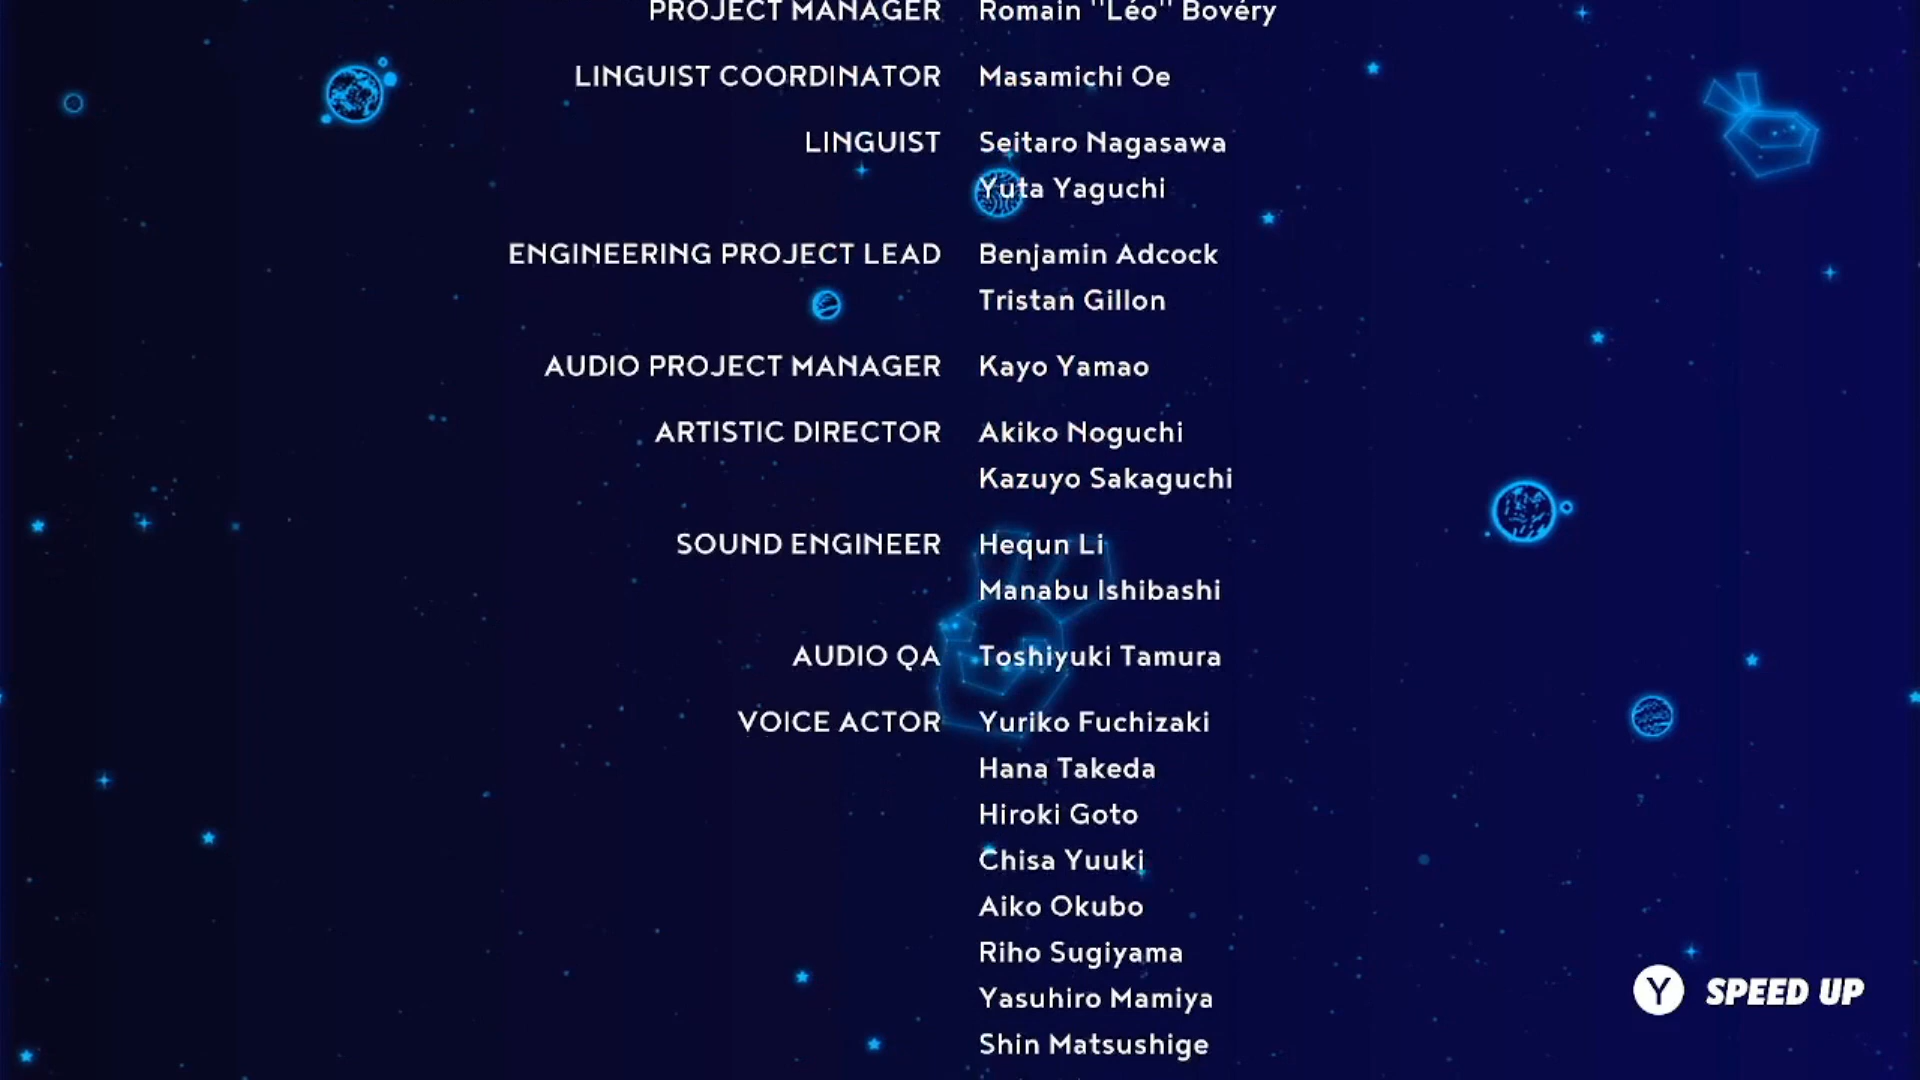 PROJECT MANAGER Romain "Léo" Bovéry
LINGUIST COORDINATOR Masamichi Oe
LINGUIST Seitaro Nagasawa
Yuta Yaguchi
ENGINEERING PROJECT LEAD Benjamin Adcock
Tristan Gillon
AUDIO PROJECT MANAGER Kayo Yamao
ARTISTIC DIRECTOR Akiko Noguchi
Kazuyo Sakaguchi
SOUND ENGINEER Hequn Li
Manabu Ishibashi
AUDIO QA Toshiyuki Tamura
VOICE ACTOR Yuriko Fuchizaki
Hana Takeda
Hiroki Goto
Chisa Yuuki
Aiko Okubo
Riho Sugiyama
Yasuhiro Mamiya
Shin Matsushige
Y SPEED UP